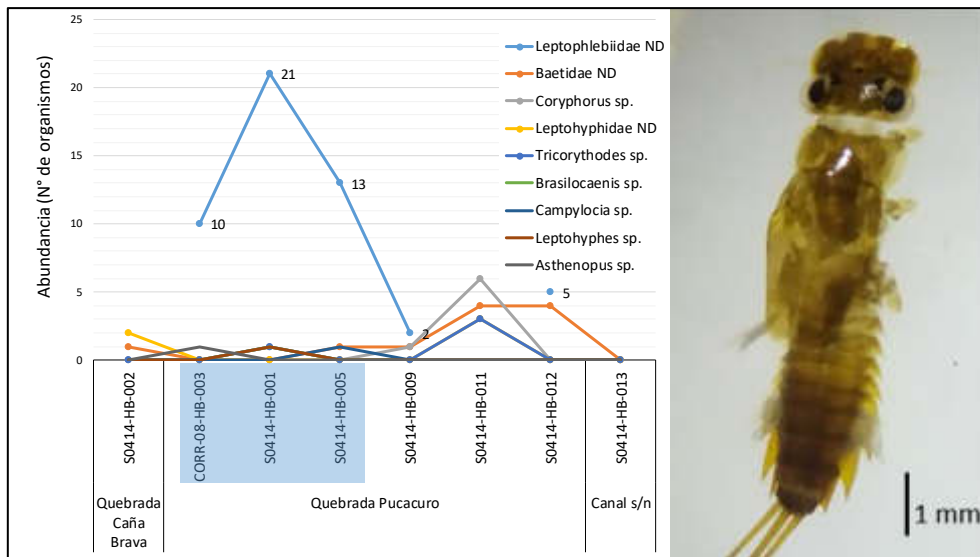 25
20
15
10
5
0
Abundancia (N° de organismos)
21
13
10
2
5
Leptophlebiidae ND
Baetidae ND
Coryphorus sp.
Leptohyphidae ND
Tricorythodes sp.
Brasilocaenis sp.
Campylocia sp.
Leptohyphes sp.
Asthenopus sp.
S0414-HB-002
CORR-08-HB-003
S0414-HB-001
S0414-HB-005
S0414-HB-009
S0414-HB-011
S0414-HB-012
S0414-HB-013
Quebrada
Caña
Brava
Quebrada Pucacuro
Canal s/n
1 mm